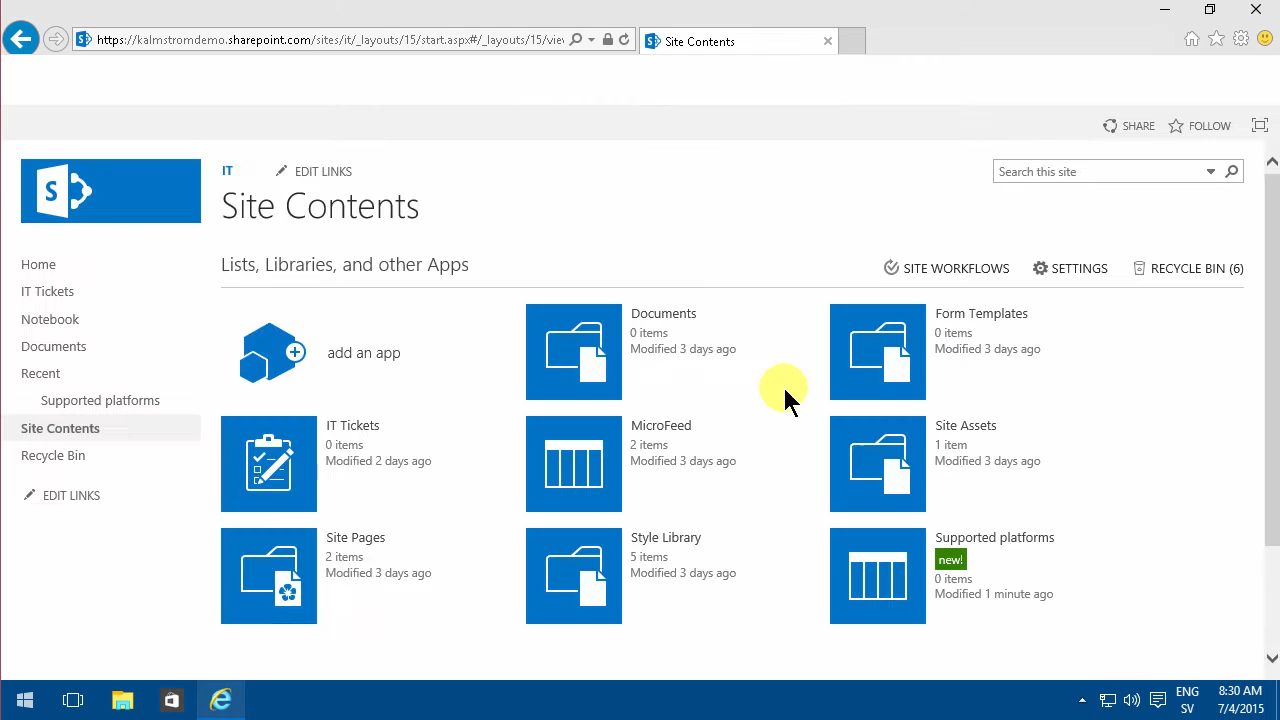 https://kalmstromdemo.sharepoint.com/sites/it/_layouts/15/start.aspx#/_layouts/15/viev
Site Contents
SHARE
FOLLOW
S
IT
EDIT LINKS
Search this site
Site Contents
Home
IT Tickets
Notebook
Documents
Recent
Supported platforms
Site Contents
Recycle Bin
EDIT LINKS
Lists, Libraries, and other Apps
SITE WORKFLOWS
SETTINGS
RECYCLE BIN (6)
add an app
Documents
0 items
Modified 3 days ago
Form Templates
0 items
Modified 3 days ago
IT Tickets
0 items
Modified 2 days ago
MicroFeed
2 items
Modified 3 days ago
Site Assets
1 item
Modified 3 days ago
Site Pages
2 items
Modified 3 days ago
Style Library
5 items
Modified 3 days ago
Supported platforms
new!
0 items
Modified 1 minute ago
ENG
SV
8:30 AM
7/4/2015